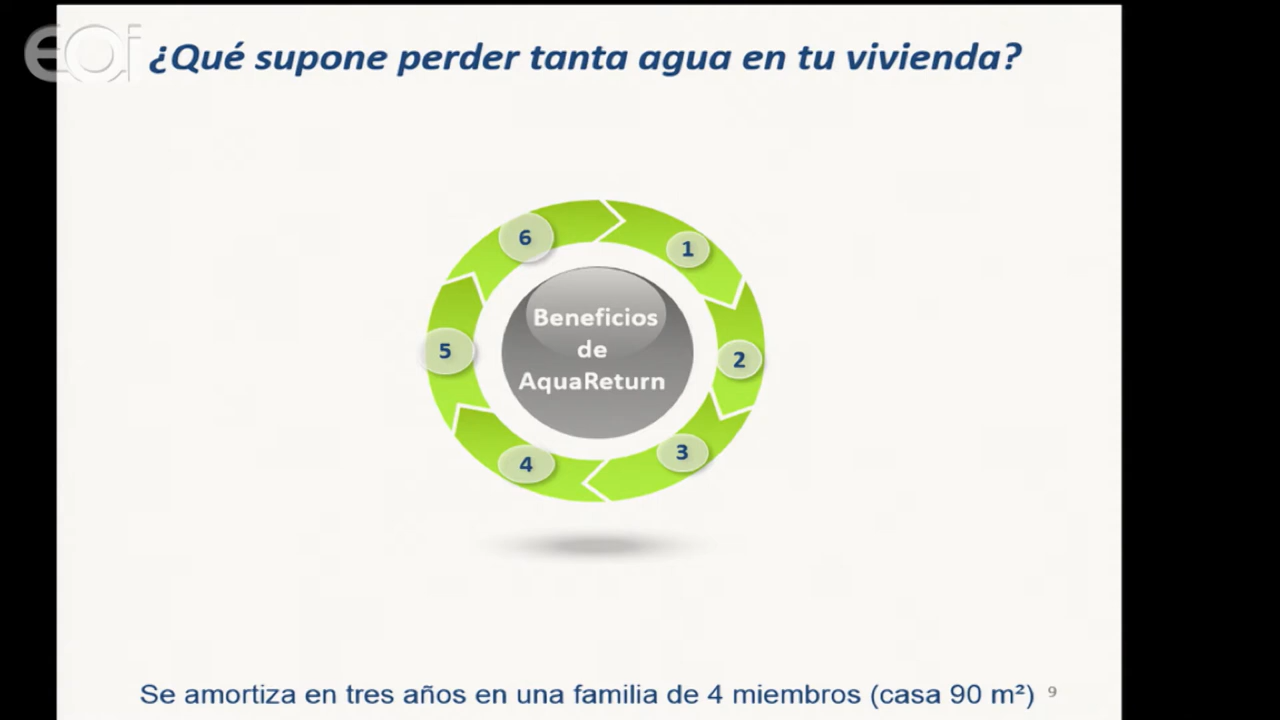 eoi
¿Qué supone perder tanta agua en tu vivienda?
6
1
Beneficios
de
AquaReturn
5
2
4
3
Se amortiza en tres años en una familia de 4 miembros (casa 90 m²)
9